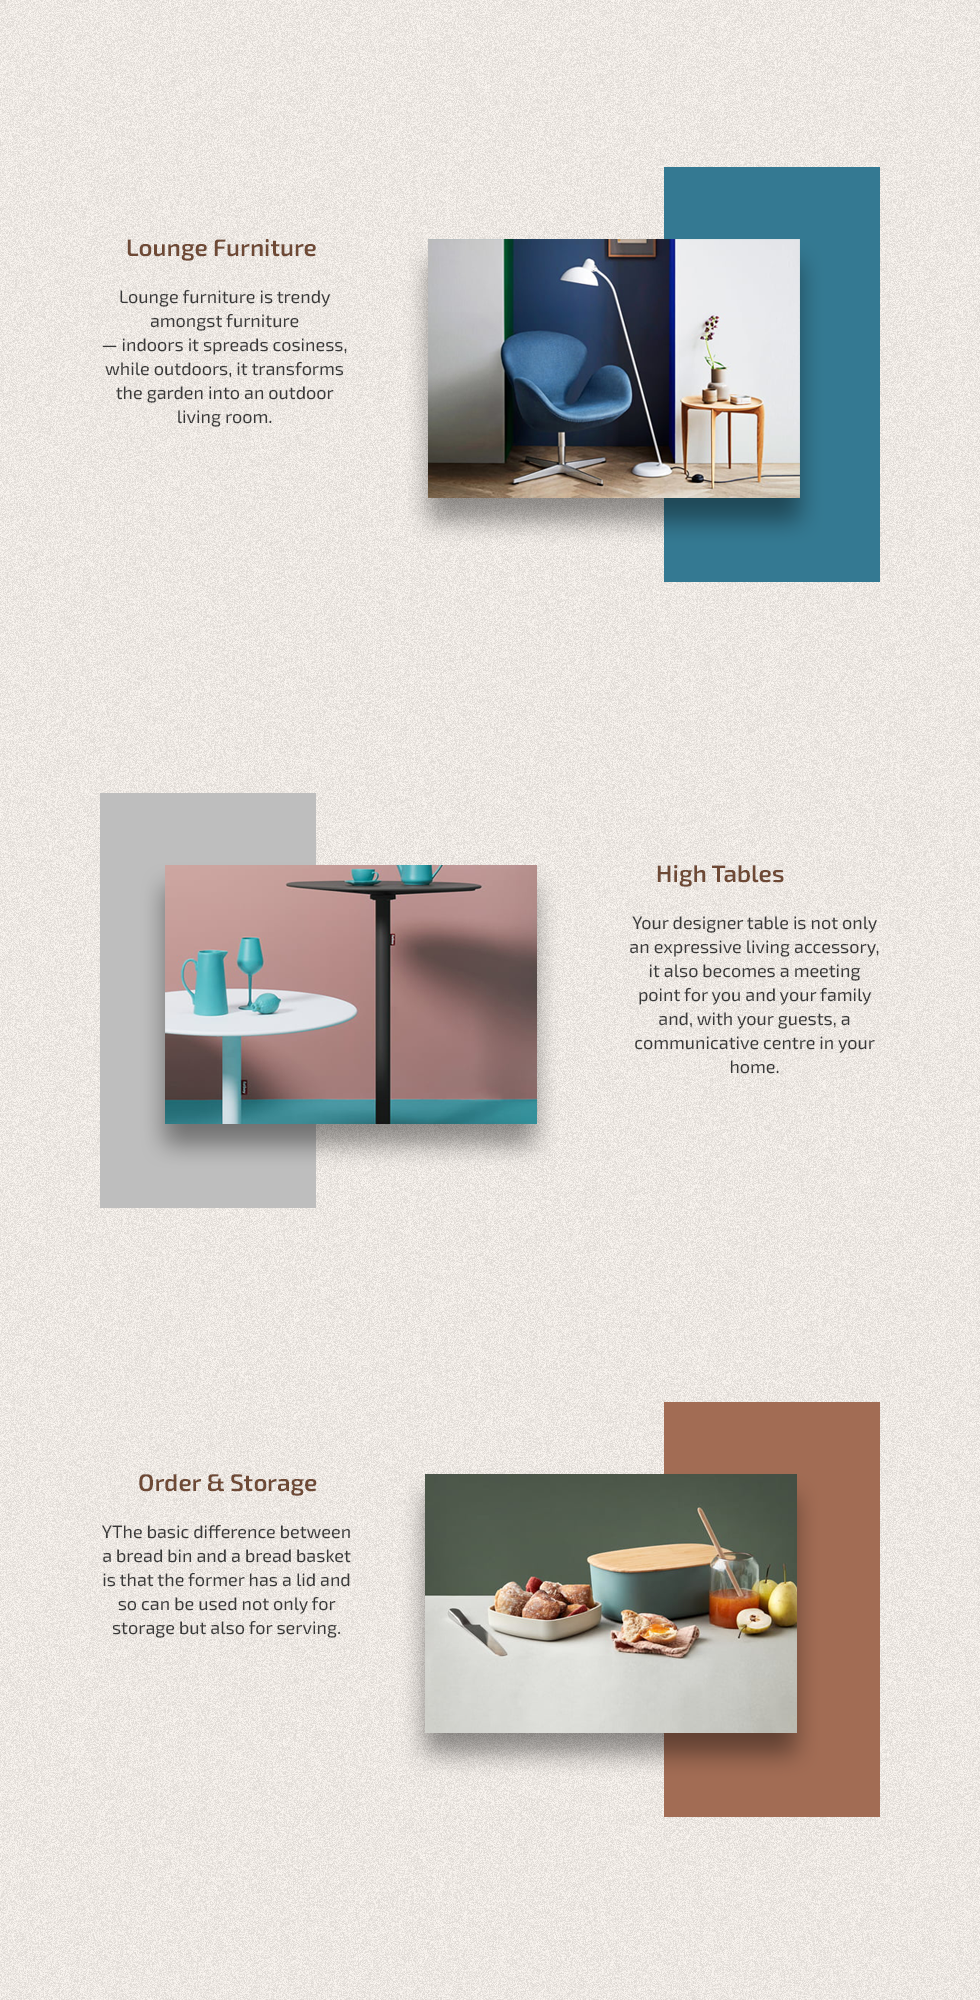 Lounge Furniture
Lounge furniture is trendy
amongst furniture
— indoors it spreads cosiness,
while outdoors, it transforms
the garden into an outdoor
living room.
High Tables
Your designer table is not only
an expressive living accessory,
it also becomes a meeting
point for you and your family
and, with your guests, a
communicative centre in your
home.
Order & Storage
YThe basic difference between
a bread bin and a bread basket
is that the former has a lid and
so can be used not only for
storage but also for serving.